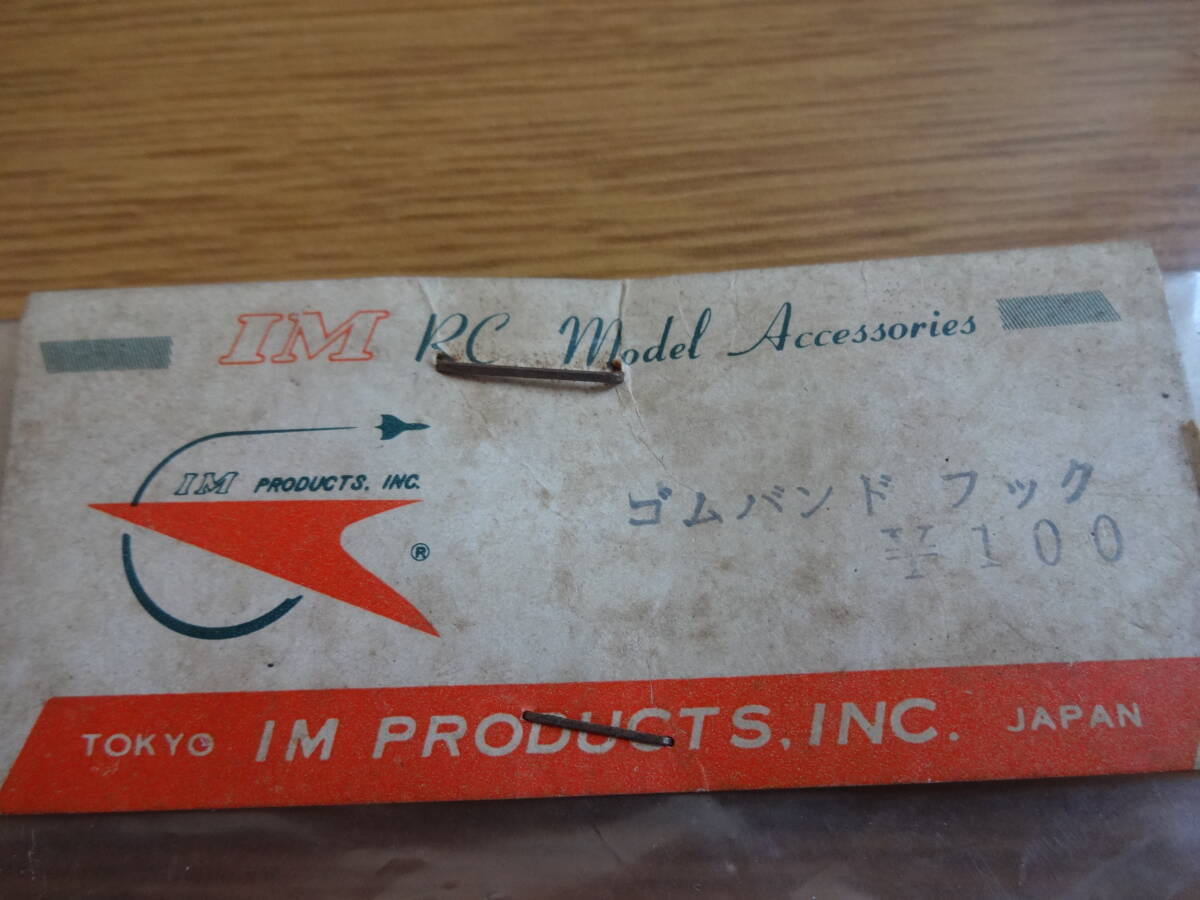 IM RC Model Accessories
IM PRODUCTS, INC.
®
ゴムバンド フック
¥100
TOKYO IM PRODUCTS, INC. JAPAN